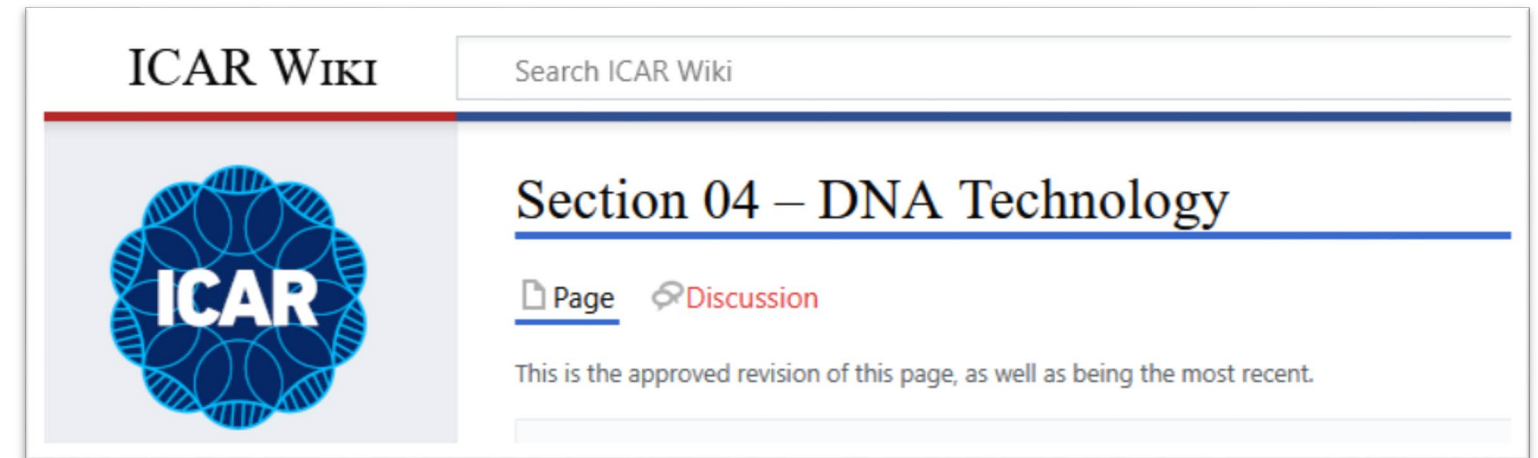 ICAR WIKI
Search ICAR Wiki
ICAR
Section 04 – DNA Technology
Page Discussion
This is the approved revision of this page, as well as being the most recent.